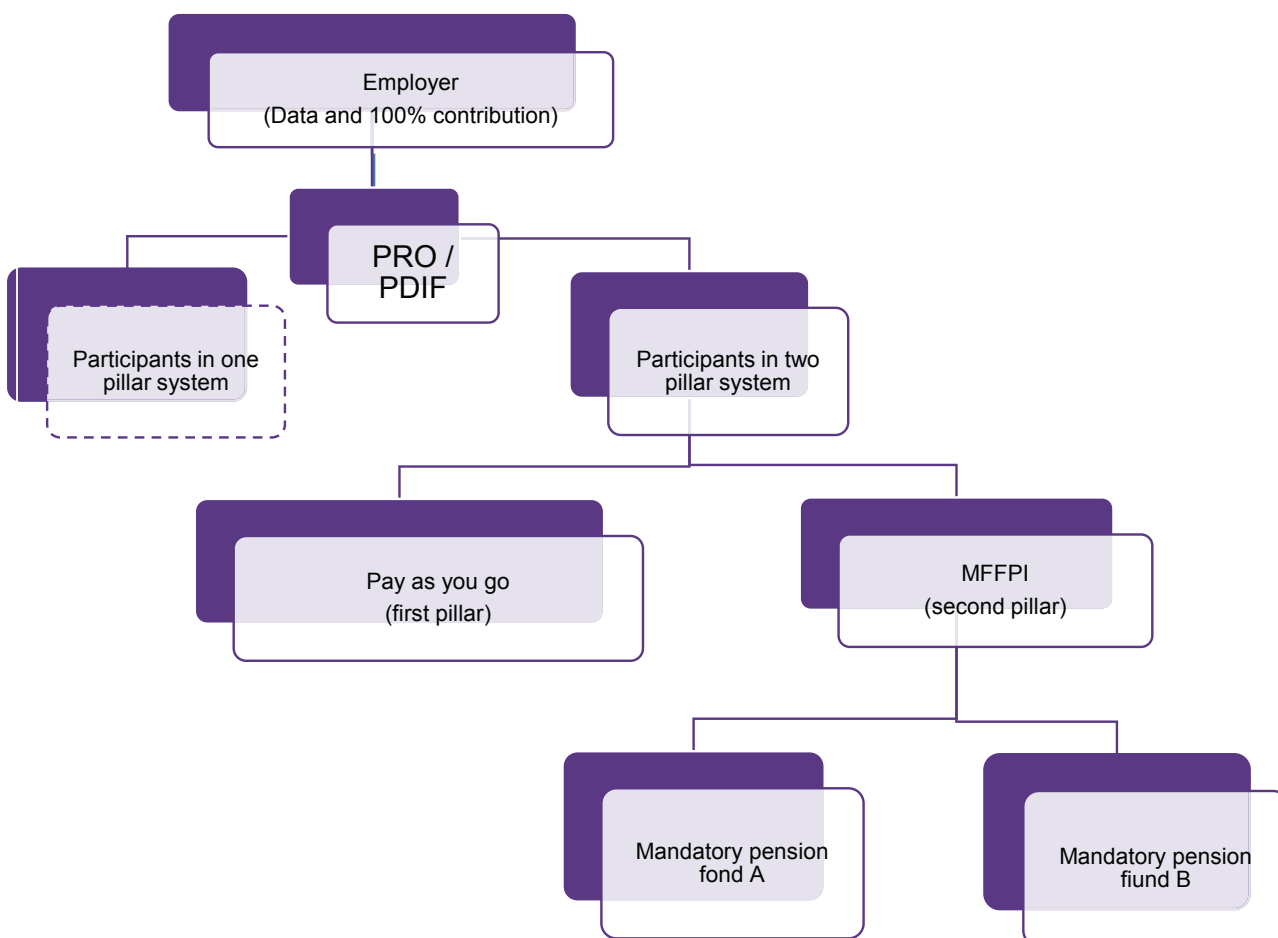 Employer
(Data and 100% contribution)
PRO /
PDIF
Participants in one
pillar system
Participants in two
pillar system
Pay as you go
(first pillar)
MFFPI
(second pillar)
Mandatory pension
fond A
Mandatory pension
fiund B